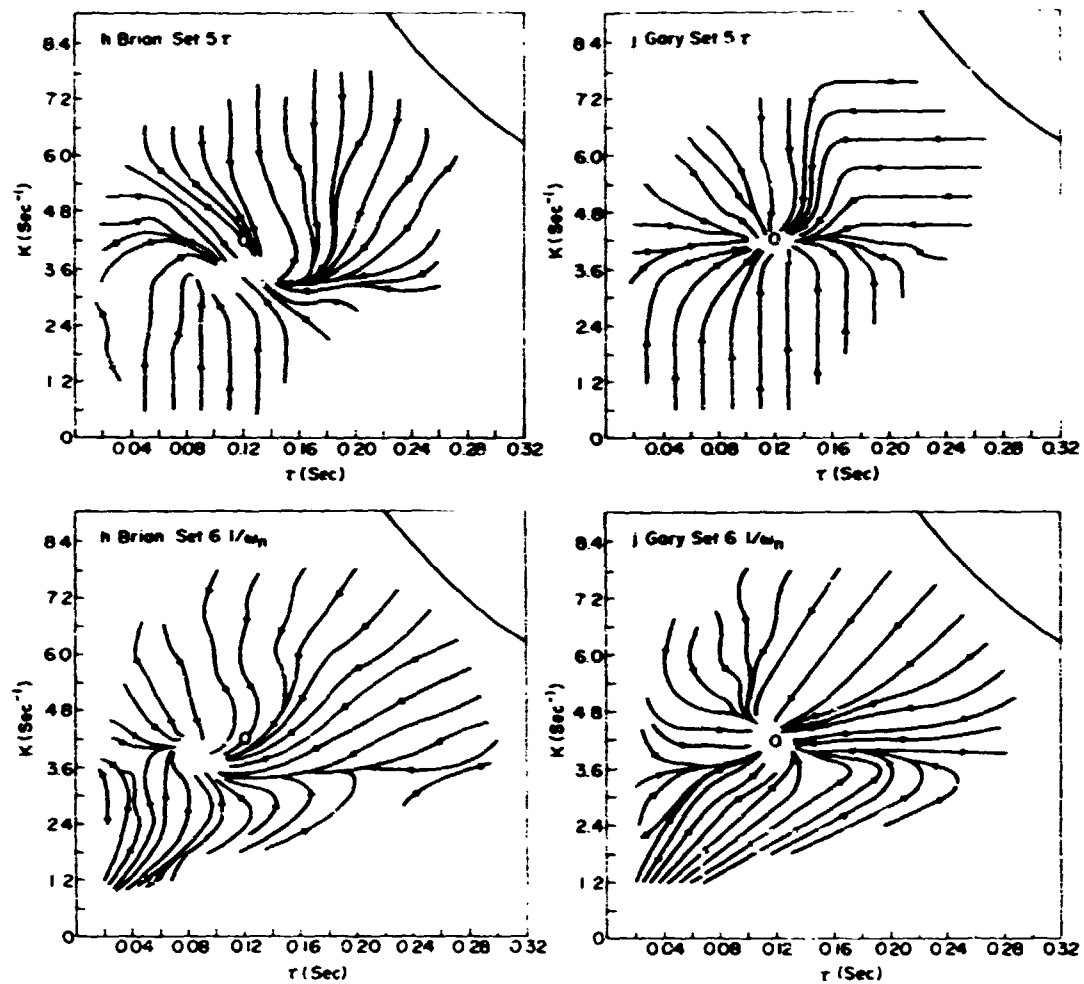 h Brian Set 5 τ
8.4
7.2
6.0
4.8
3.6
2.4
1.2
0
K (Sec⁻¹)
0.04 0.08 0.12 0.16 0.20 0.24 0.28 0.32
τ (Sec)
j Gary Set 5 τ
8.4
7.2
6.0
4.8
3.6
2.4
1.2
0
K (Sec⁻¹)
0.04 0.08 0.12 0.16 0.20 0.24 0.28 0.32
τ (Sec)
h Brian Set 6 1/ωn
8.4
7.2
6.0
4.8
3.6
2.4
1.2
0
K (Sec⁻¹)
0.04 0.08 0.12 0.16 0.20 0.24 0.28 0.32
τ (Sec)
j Gary Set 6 1/ωn
8.4
7.2
6.0
4.8
3.6
2.4
1.2
0
K (Sec⁻¹)
0.04 0.08 0.12 0.16 0.20 0.24 0.28 0.32
τ (Sec)